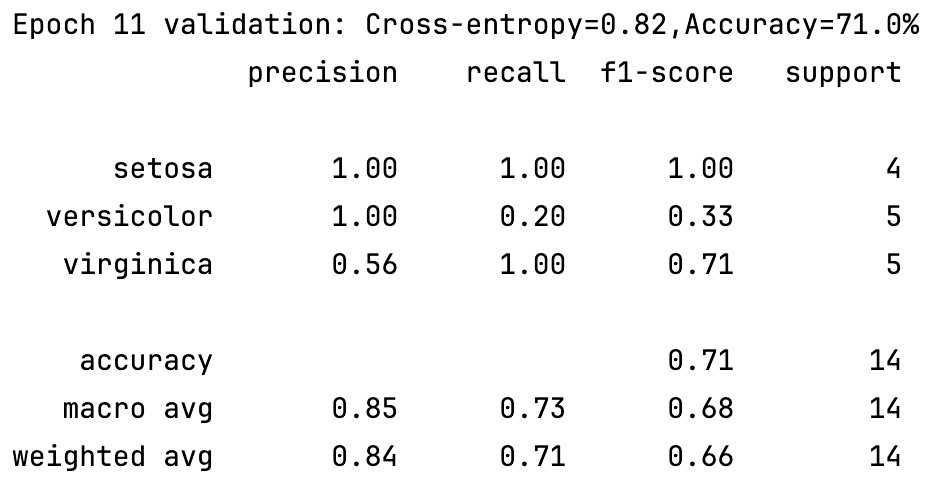 Epoch 11 validation: Cross-entropy=0.82,Accuracy=71.0%
precision recall f1-score support
setosa 1.00 1.00 1.00 4
versicolor 1.00 0.20 0.33 5
virginica 0.56 1.00 0.71 5
accuracy 0.71 14
macro avg 0.85 0.73 0.68 14
weighted avg 0.84 0.71 0.66 14